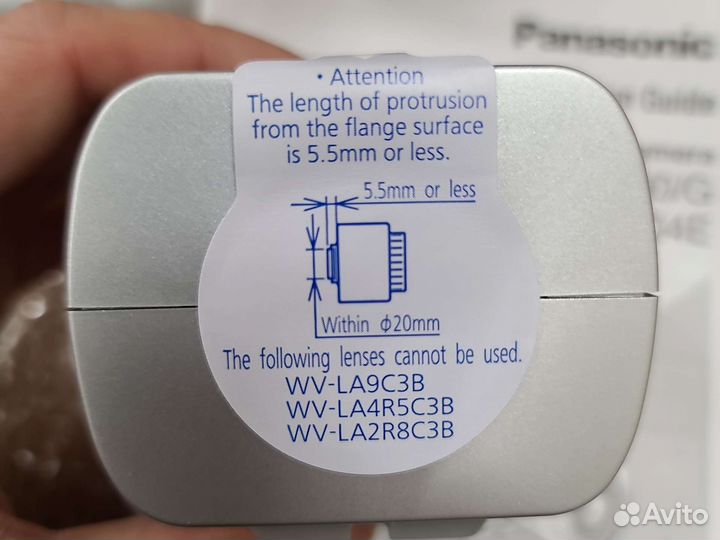 Panasonic
Guide
• Attention
The length of protrusion
from the flange surface
is 5.5mm or less.
5.5mm or less
Within ϕ20mm
The following lenses cannot be used.
WV-LA9C3B
WV-LA4R5C3B
WV-LA2R8C3B
Avito